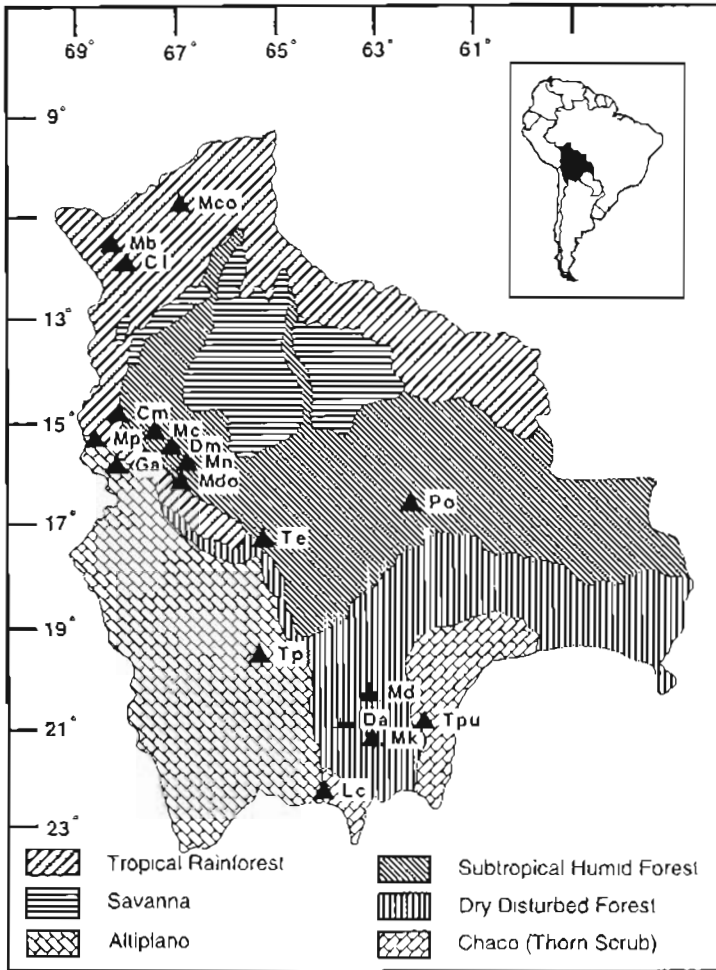 69° 67° 65° 63° 61°
9°
Mco
Mb
Cl
13°
15°
Cm
Mc
Mp
Dm
Ga
Mn
Mdo
Po
17°
Te
19°
Tp
Md
Da
Tpu
21°
Mk
Lc
23°
Tropical Rainforest
Subtropical Humid Forest
Savanna
Dry Disturbed Forest
Altiplano
Chaco (Thorn Scrub)